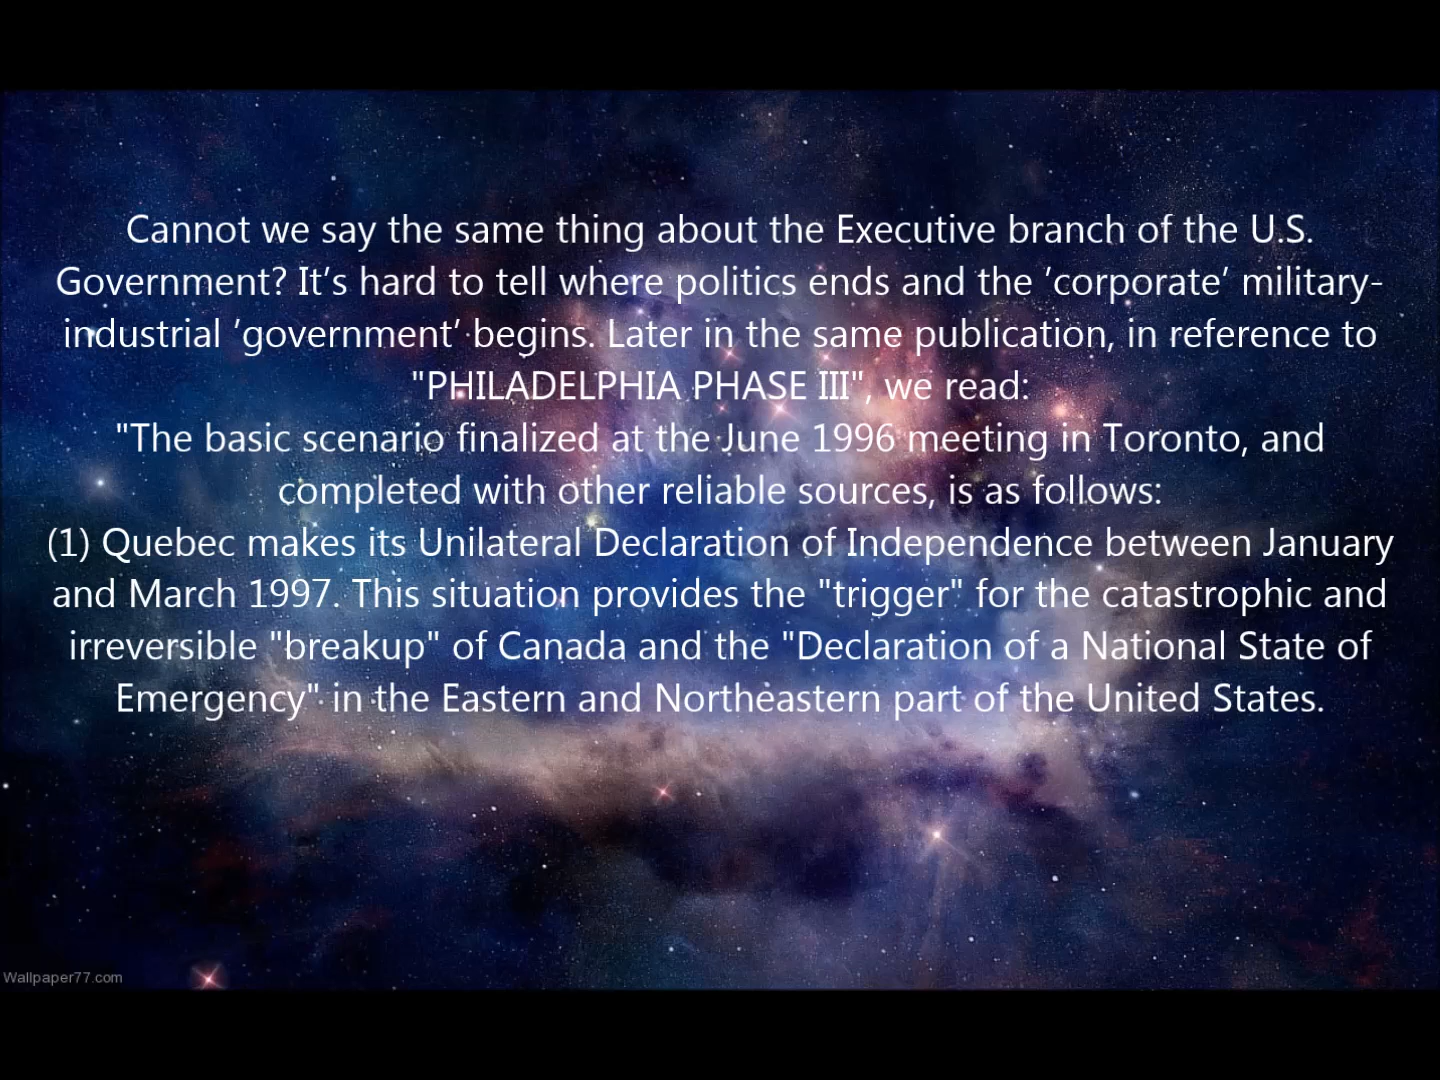 Cannot we say the same thing about the Executive branch of the U.S.
Government? It’s hard to tell where politics ends and the ’corporate’ military-
industrial ’government’ begins. Later in the same publication, in reference to
"PHILADELPHIA PHASE III", we read:
"The basic scenario finalized at the June 1996 meeting in Toronto, and
completed with other reliable sources, is as follows:
(1) Quebec makes its Unilateral Declaration of Independence between January
and March 1997. This situation provides the "trigger" for the catastrophic and
irreversible "breakup" of Canada and the "Declaration of a National State of
Emergency" in the Eastern and Northeastern part of the United States.
Wallpaper77.com